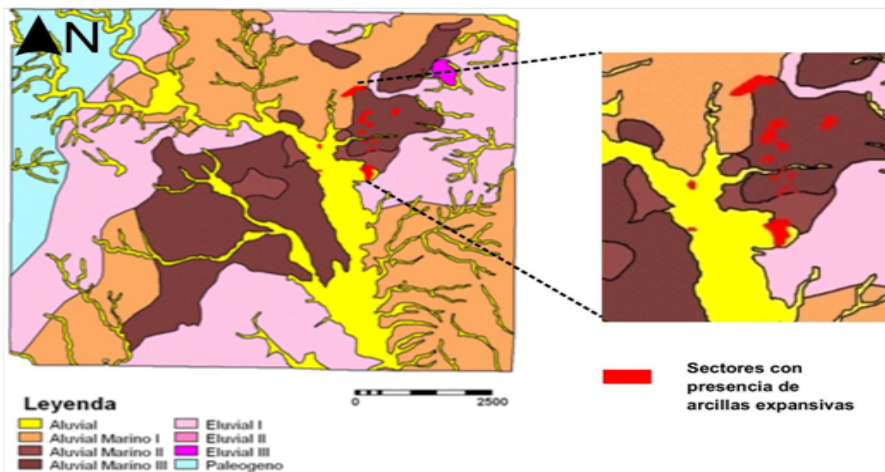 N
2500
Sectores con
presencia de
arcillas expansivas
Leyenda
Aluvial
Aluvial Marino I
Aluvial Marino II
Aluvial Marino III
Eluvial I
Eluvial II
Eluvial III
Paleogeno